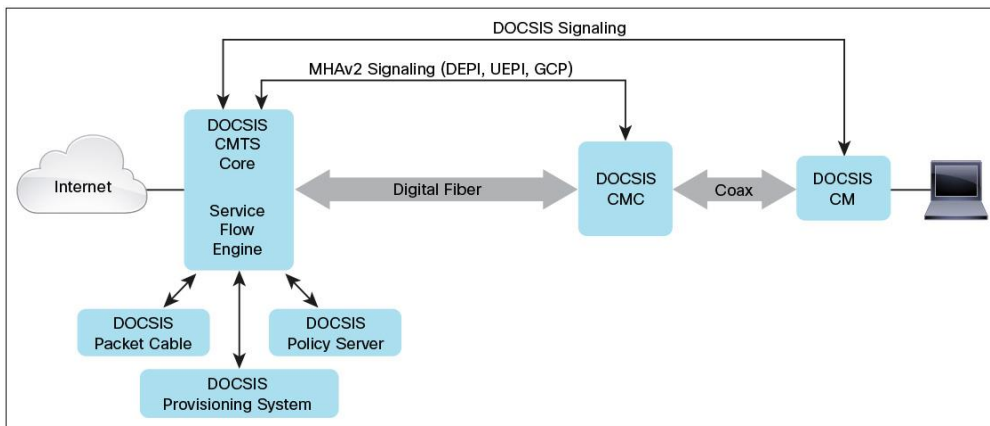 DOCSIS Signaling
MHAv2 Signaling (DEPI, UEPI, GCP)
DOCSIS
CMTS
Core
Service
Flow
Engine
Internet
Digital Fiber
DOCSIS
CMC
Coax
DOCSIS
CM
DOCSIS
Packet Cable
DOCSIS
Policy Server
DOCSIS
Provisioning System